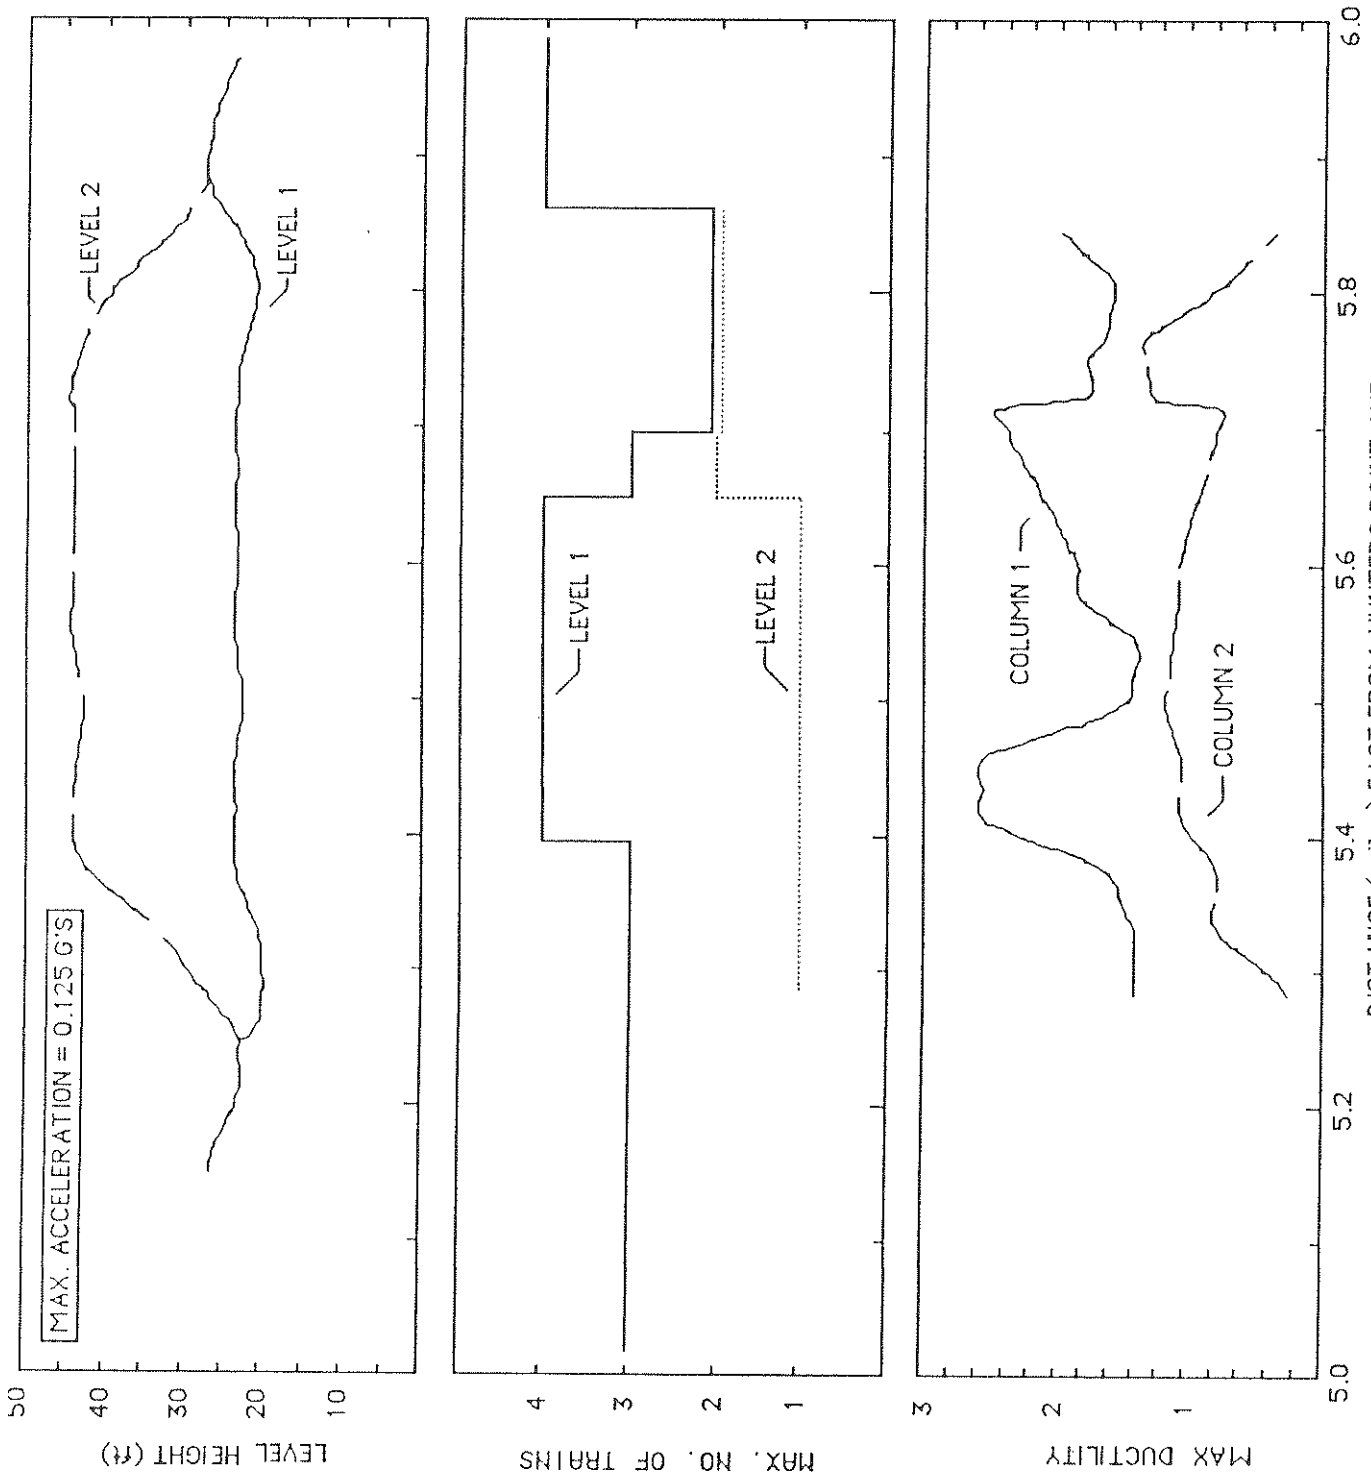 MAX. ACCELERATION = 0.125 G'S
LEVEL HEIGHT (ft)
50
40
30
20
10
LEVEL 2
LEVEL 1
MAX. NO. OF TRAINS
4
3
2
1
LEVEL 1
LEVEL 2
MAX DUCTILITY
3
2
1
COLUMN 1
COLUMN 2
5.0
5.2
5.4
5.6
5.8
6.0